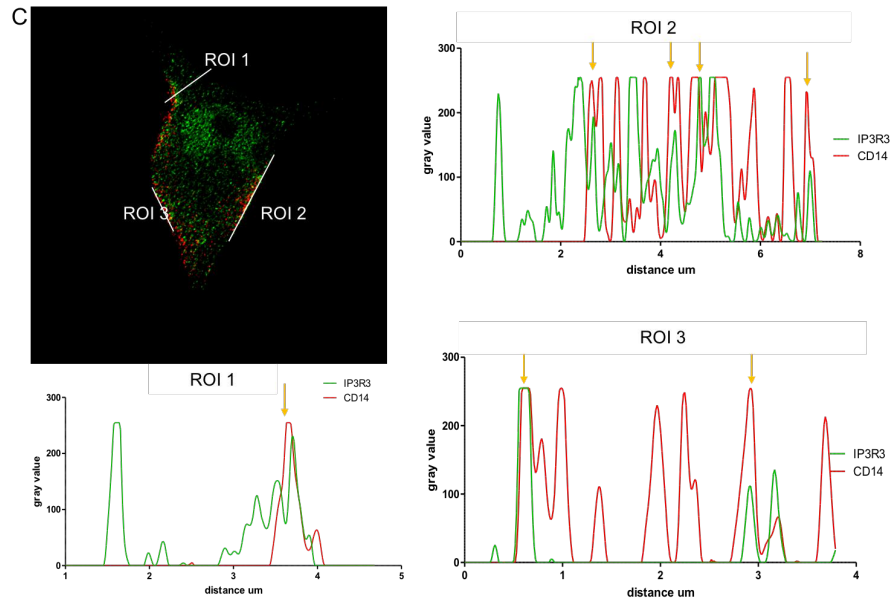 C
ROI 1
ROI 3
ROI 2
ROI 2
300
200
100
0
gray value
0
2
4
6
8
distance um
IP3R3
CD14
ROI 1
IP3R3
CD14
300
200
100
0
gray value
1
2
3
4
5
distance um
ROI 3
300
200
100
0
gray value
0
1
2
3
4
distance um
IP3R3
CD14